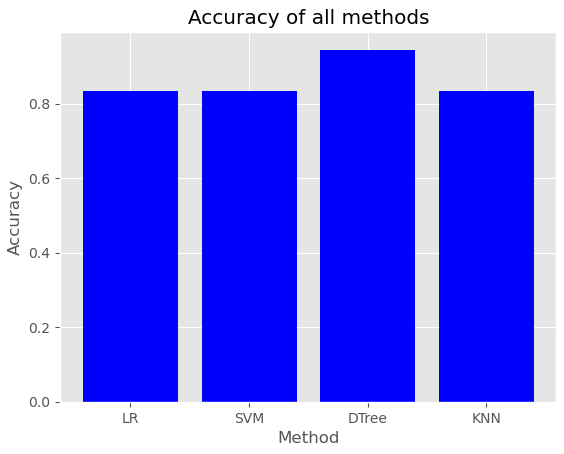 Accuracy of all methods
0.8
0.6
0.4
0.2
0.0
Accuracy
LR SVM DTree KNN
Method